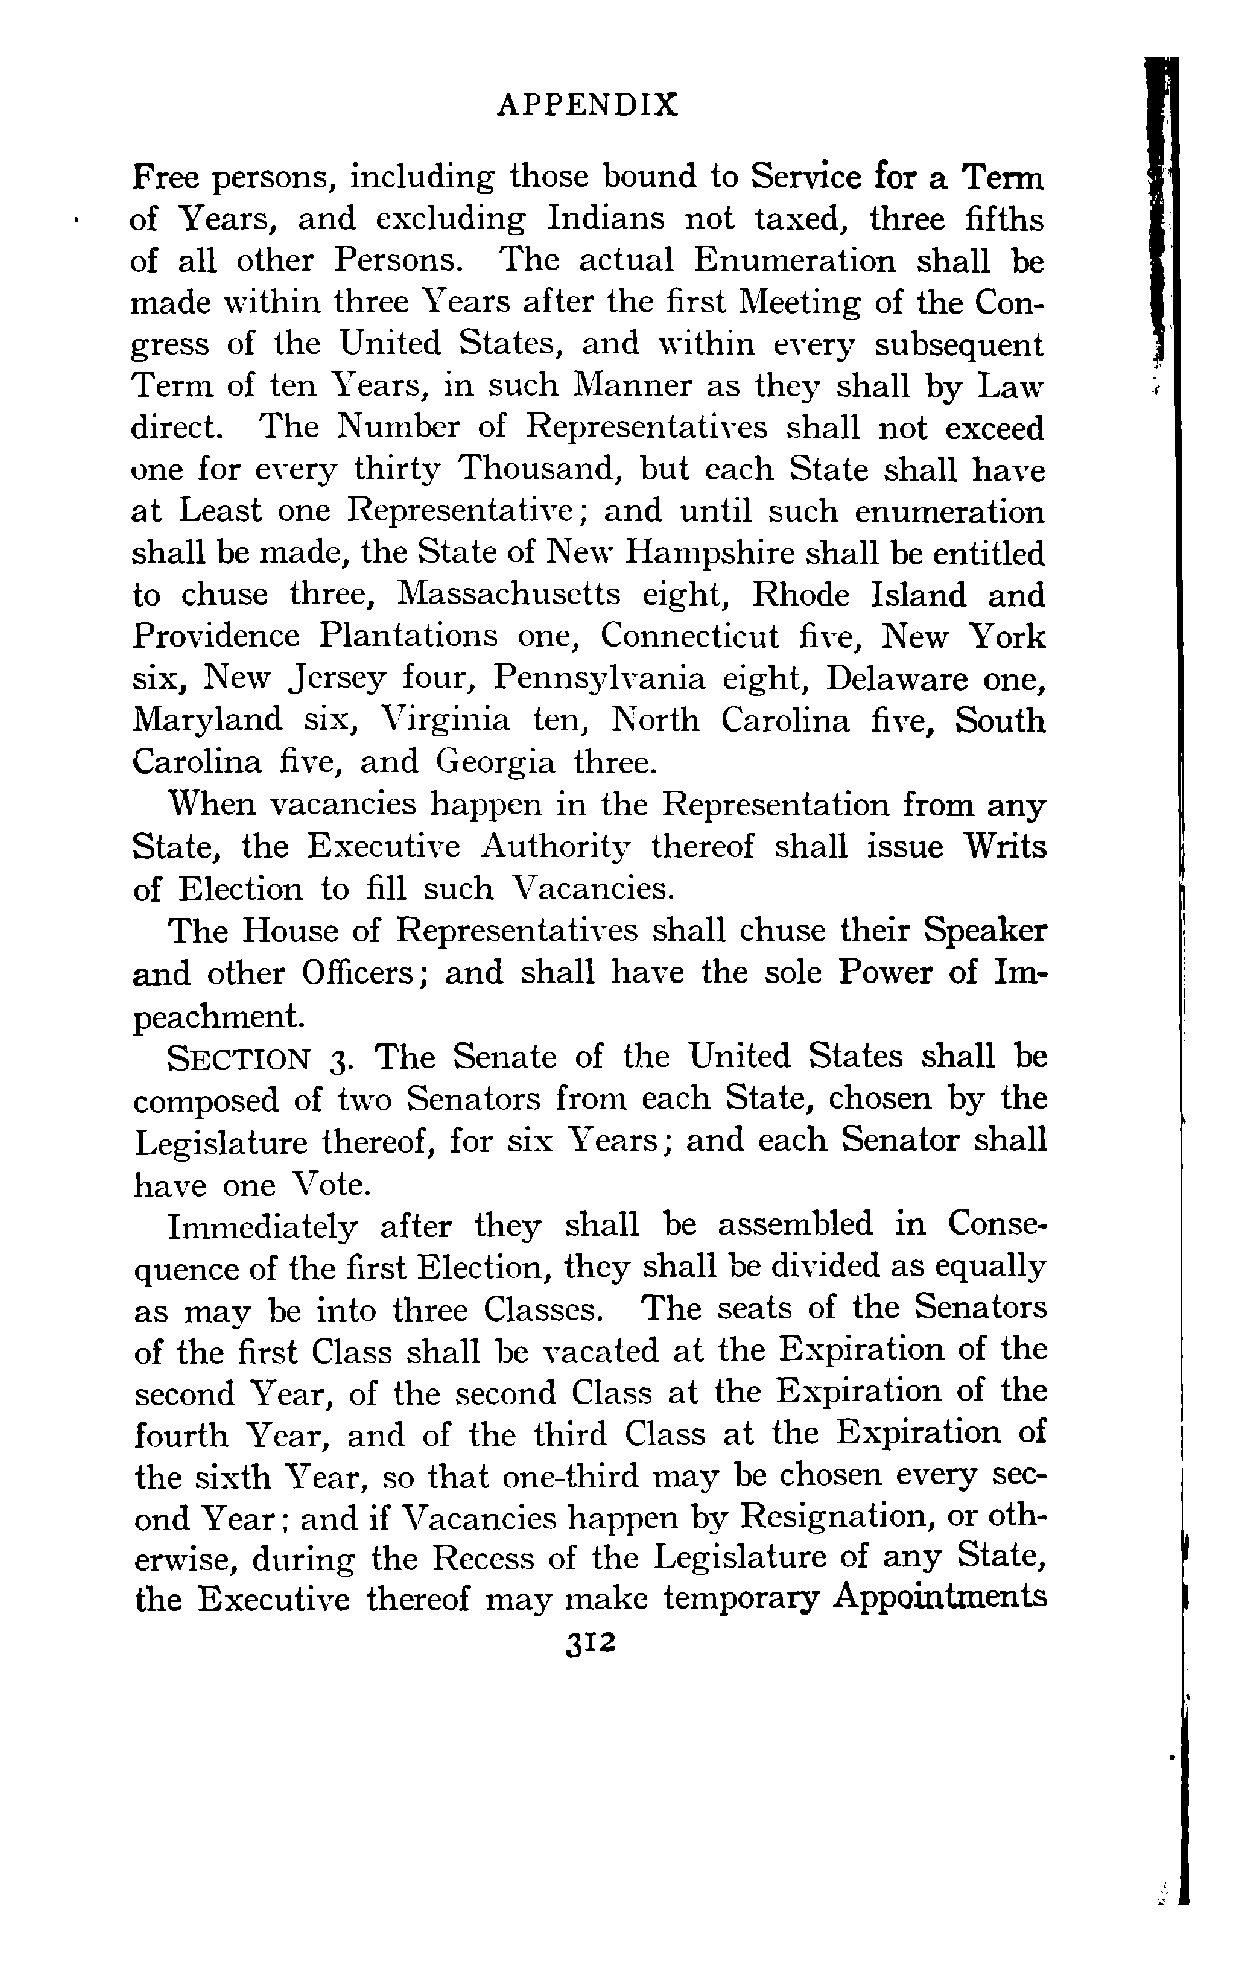 APPENDIX
Free persons, including those bound to Service for a Term
of Years, and excluding Indians not taxed, three fifths
of all other Persons. The actual Enumeration shall be
made within three Years after the first Meeting of the Con-
gress of the United States, and within every subsequent
Term of ten Years, in such Manner as they shall by Law
direct. The Number of Representatives shall not exceed
one for every thirty Thousand, but each State shall have
at Least one Representative; and until such enumeration
shall be made, the State of New Hampshire shall be entitled
to chuse three, Massachusetts eight, Rhode Island and
Providence Plantations one, Connecticut five, New York
six, New Jersey four, Pennsylvania eight, Delaware one,
Maryland six, Virginia ten, North Carolina five, South
Carolina five, and Georgia three.
When vacancies happen in the Representation from any
State, the Executive Authority thereof shall issue Writs
of Election to fill such Vacancies.
The House of Representatives shall chuse their Speaker
and other Officers; and shall have the sole Power of Im-
peachment.
SECTION 3. The Senate of the United States shall be
composed of two Senators from each State, chosen by the
Legislature thereof, for six Years; and each Senator shall
have one Vote.
Immediately after they shall be assembled in Conse-
quence of the first Election, they shall be divided as equally
as may be into three Classes. The seats of the Senators
of the first Class shall be vacated at the Expiration of the
second Year, of the second Class at the Expiration of the
fourth Year, and of the third Class at the Expiration of
the sixth Year, so that one-third may be chosen every sec-
ond Year; and if Vacancies happen by Resignation, or oth-
erwise, during the Recess of the Legislature of any State,
the Executive thereof may make temporary Appointments
312